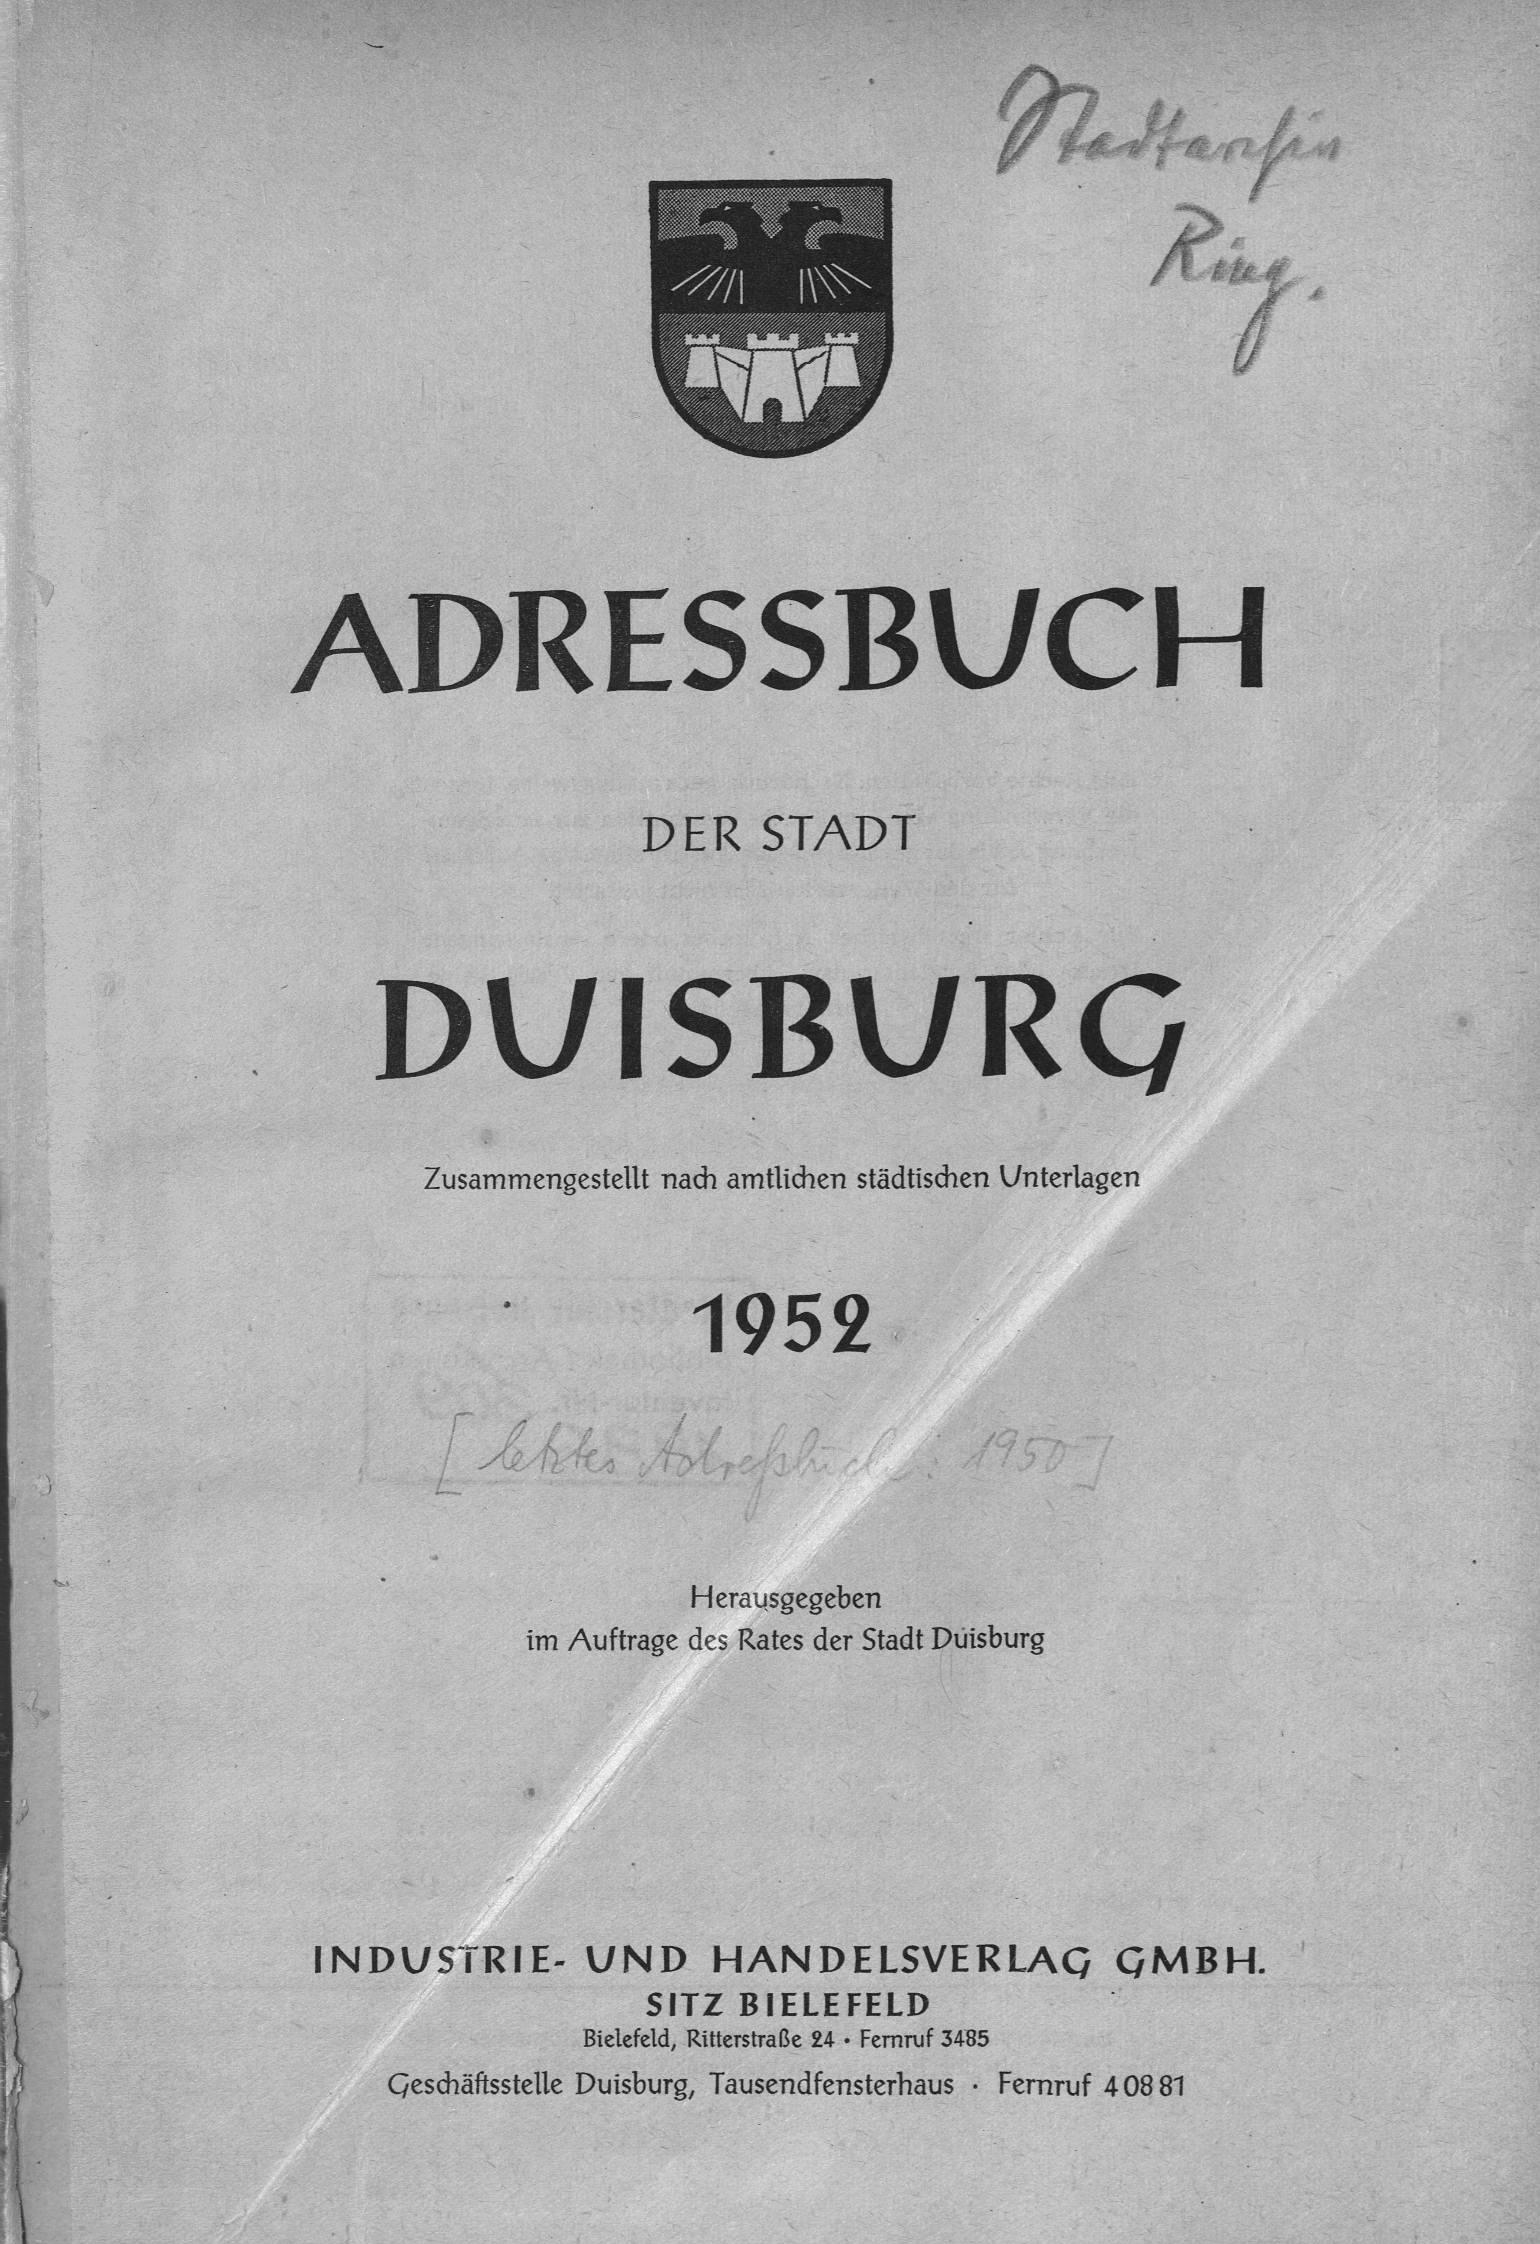 Stadtarchiv
Ring.
ADRESSBUCH
DER STADT
DUISBURG
Zusammengestellt nach amtlichen städtischen Unterlagen
1952
[letztes Adreßbuch: 1950]
Herausgegeben
im Auftrage des Rates der Stadt Duisburg
INDUSTRIE- UND HANDELSVERLAG GMBH.
SITZ BIELEFELD
Bielefeld, Ritterstraße 24 · Fernruf 3485
Geschäftsstelle Duisburg, Tausendfensterhaus · Fernruf 40881